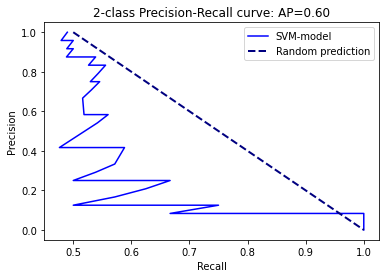 2-class Precision-Recall curve: AP=0.60
SVM-model
Random prediction
Precision
1.0
0.8
0.6
0.4
0.2
0.0
0.5 0.6 0.7 0.8 0.9 1.0
Recall